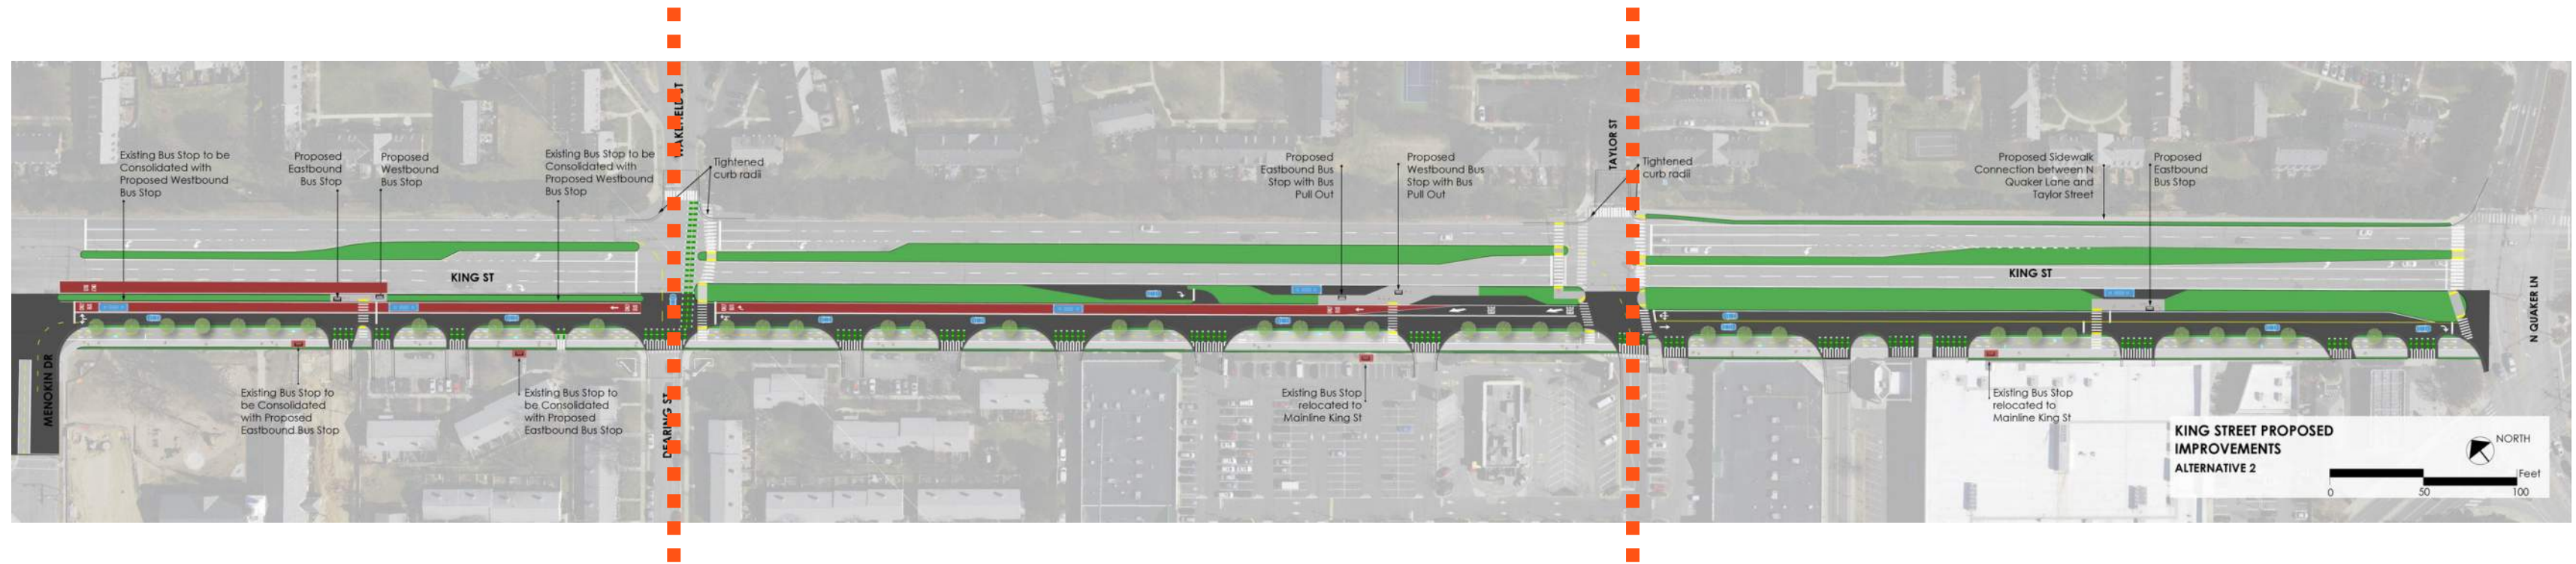 Existing Bus Stop to be
Consolidated with
Proposed Westbound
Bus Stop
Proposed
Eastbound
Bus Stop
Proposed
Westbound
Bus Stop
Existing Bus Stop to be
Consolidated with
Proposed Westbound
Bus Stop
WAKEFIELD ST
Tightened
curb radii
Proposed
Eastbound Bus
Stop with Bus
Pull Out
Proposed
Westbound Bus
Stop with Bus
Pull Out
TAYLOR ST
Tightened
curb radii
Proposed Sidewalk
Connection between N
Quaker Lane and
Taylor Street
Proposed
Eastbound
Bus Stop
KING ST
KING ST
N QUAKER LN
MENOKIN DR
Existing Bus Stop to
be Consolidated
with Proposed
Eastbound Bus Stop
Existing Bus Stop to
be Consolidated
with Proposed
Eastbound Bus Stop
DEARING ST
Existing Bus Stop
relocated to
Mainline King St
Existing Bus Stop
relocated to
Mainline King St
KING STREET PROPOSED
IMPROVEMENTS
ALTERNATIVE 2
NORTH
Feet
0 50 100